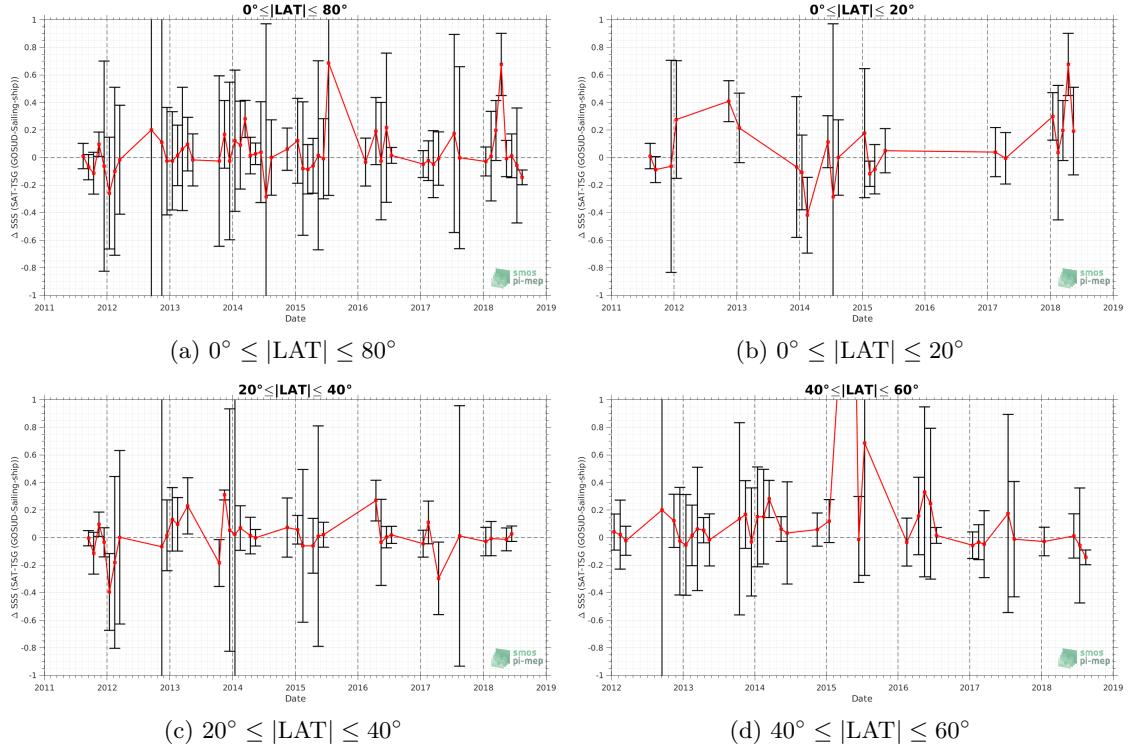 0°≤|LAT|≤ 80°
1
0.8
0.6
0.4
0.2
0
-0.2
-0.4
-0.6
-0.8
-1
Δ SSS (SAT-TSG (GOSUD-Sailing-ship))
2011 2012 2013 2014 2015 2016 2017 2018 2019
Date
smos
pi-mep
(a) 0° ≤ |LAT| ≤ 80°
0°≤|LAT|≤ 20°
1
0.8
0.6
0.4
0.2
0
-0.2
-0.4
-0.6
-0.8
-1
Δ SSS (SAT-TSG (GOSUD-Sailing-ship))
2011 2012 2013 2014 2015 2016 2017 2018 2019
Date
smos
pi-mep
(b) 0° ≤ |LAT| ≤ 20°
20°≤|LAT|≤ 40°
1
0.8
0.6
0.4
0.2
0
-0.2
-0.4
-0.6
-0.8
-1
Δ SSS (SAT-TSG (GOSUD-Sailing-ship))
2011 2012 2013 2014 2015 2016 2017 2018 2019
Date
smos
pi-mep
(c) 20° ≤ |LAT| ≤ 40°
40°≤|LAT|≤ 60°
1
0.8
0.6
0.4
0.2
0
-0.2
-0.4
-0.6
-0.8
-1
Δ SSS (SAT-TSG (GOSUD-Sailing-ship))
2012 2013 2014 2015 2016 2017 2018 2019
Date
smos
pi-mep
(d) 40° ≤ |LAT| ≤ 60°